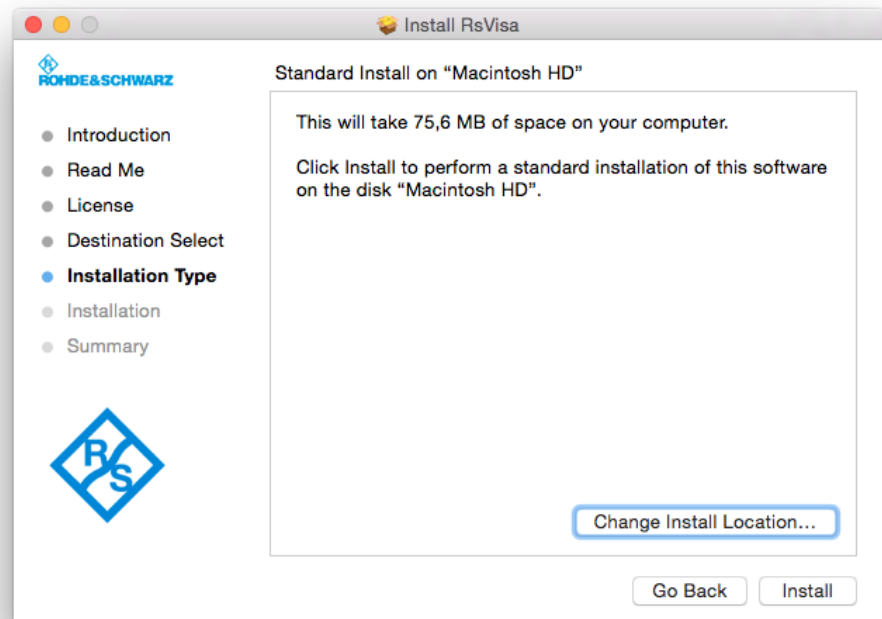 Install RsVisa
ROHDE&SCHWARZ
Standard Install on “Macintosh HD”
Introduction
Read Me
License
Destination Select
Installation Type
Installation
Summary
This will take 75,6 MB of space on your computer.
Click Install to perform a standard installation of this software
on the disk “Macintosh HD”.
R S
R
S
Change Install Location...
Go Back
Install